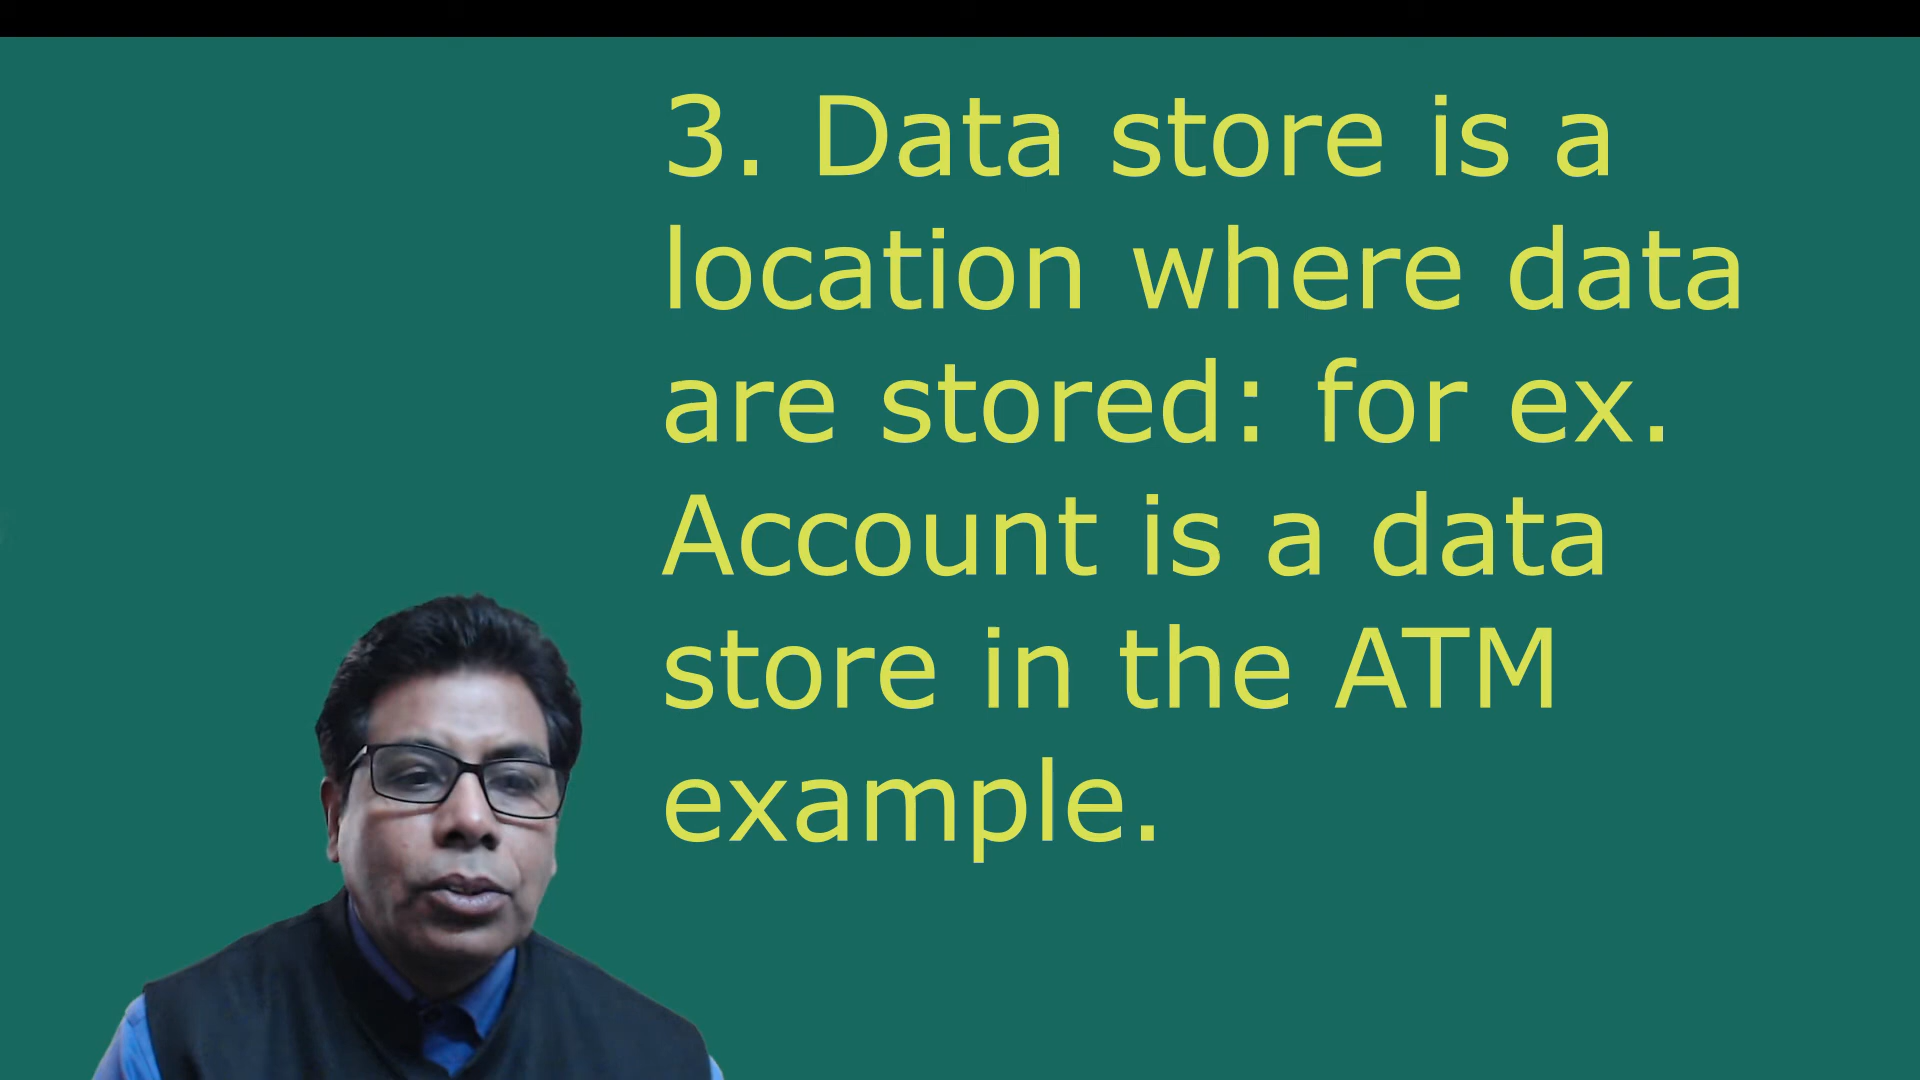 3. Data store is a
location where data
are stored: for ex.
Account is a data
store in the ATM
example.